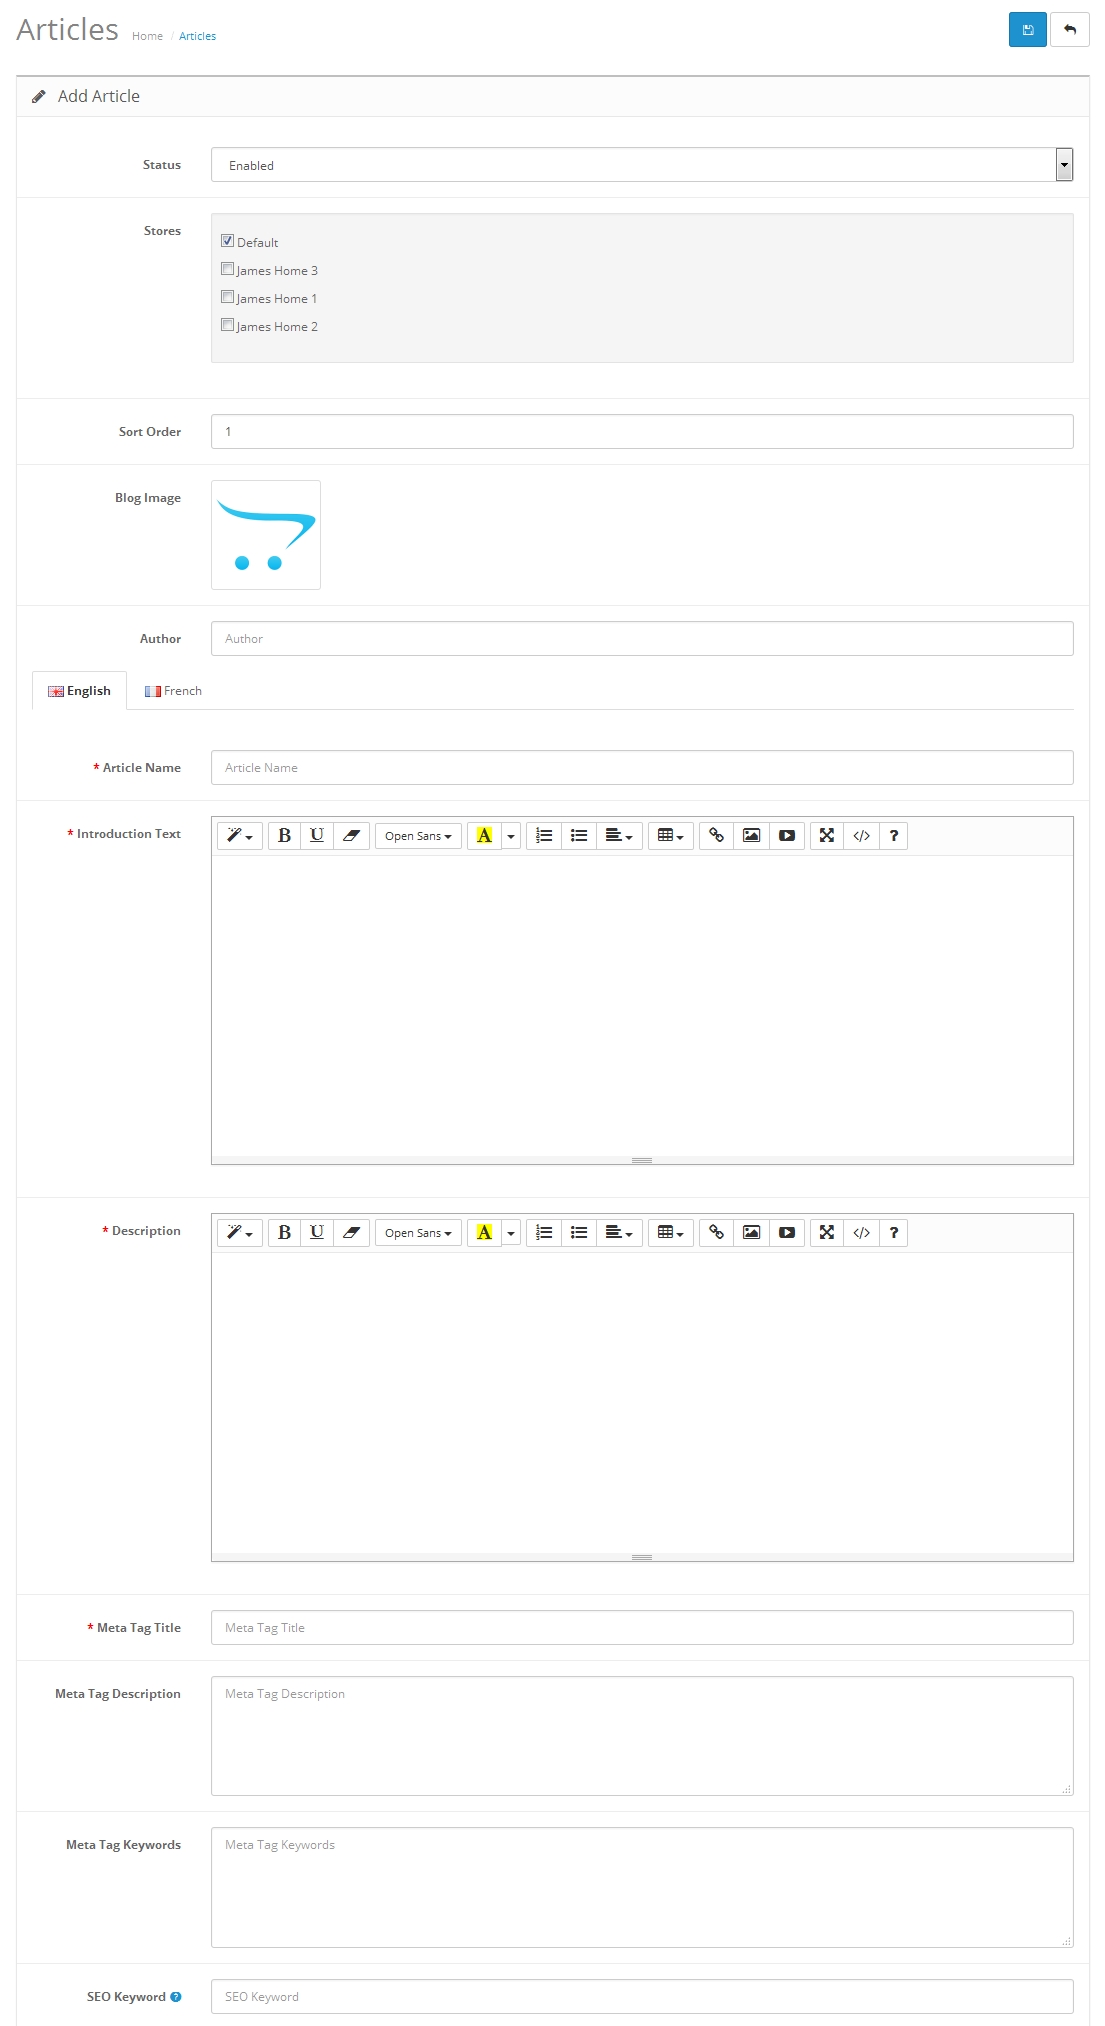 Articles Home / Articles
Add Article
Status Enabled
Stores
Default
James Home 3
James Home 1
James Home 2
Sort Order 1
Blog Image
Author Author
English French
* Article Name Article Name
* Introduction Text B U Open Sans A </> ?
* Description B U Open Sans A </> ?
* Meta Tag Title Meta Tag Title
Meta Tag Description Meta Tag Description
Meta Tag Keywords Meta Tag Keywords
SEO Keyword ? SEO Keyword